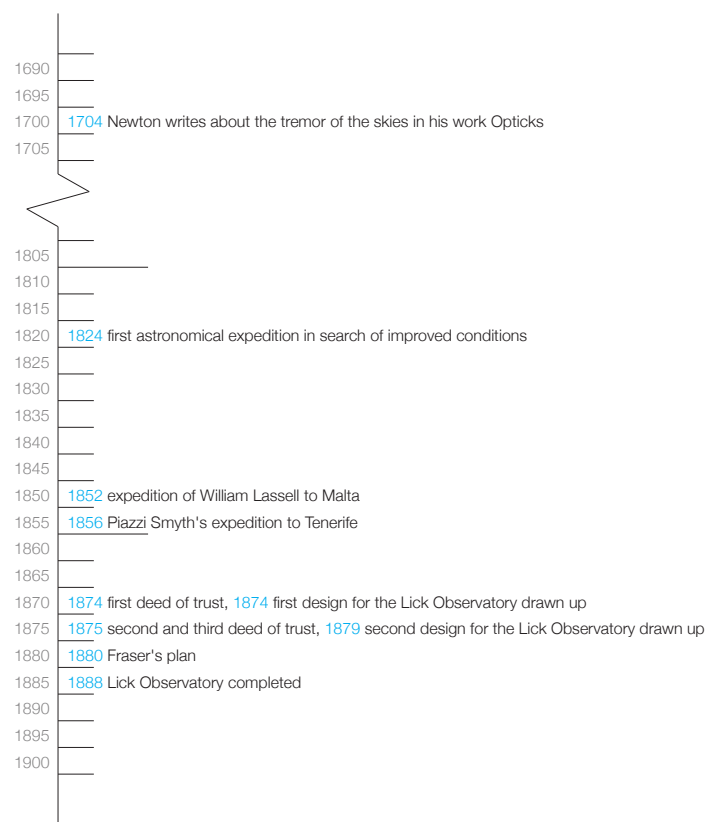 1690
1695
1700 1704 Newton writes about the tremor of the skies in his work Opticks
1705
1805
1810
1815
1820 1824 first astronomical expedition in search of improved conditions
1825
1830
1835
1840
1845
1850 1852 expedition of William Lassell to Malta
1855 1856 Piazzi Smyth's expedition to Tenerife
1860
1865
1870 1874 first deed of trust, 1874 first design for the Lick Observatory drawn up
1875 1875 second and third deed of trust, 1879 second design for the Lick Observatory drawn up
1880 1880 Fraser's plan
1885 1888 Lick Observatory completed
1890
1895
1900